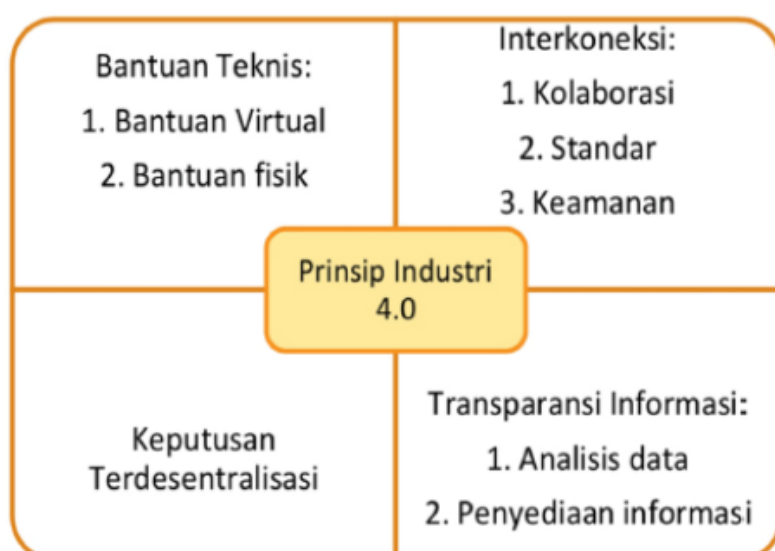 Bantuan Teknis:
1. Bantuan Virtual
2. Bantuan fisik
Interkoneksi:
1. Kolaborasi
2. Standar
3. Keamanan
Prinsip Industri
4.0
Keputusan
Terdesentralisasi
Transparansi Informasi:
1. Analisis data
2. Penyediaan informasi